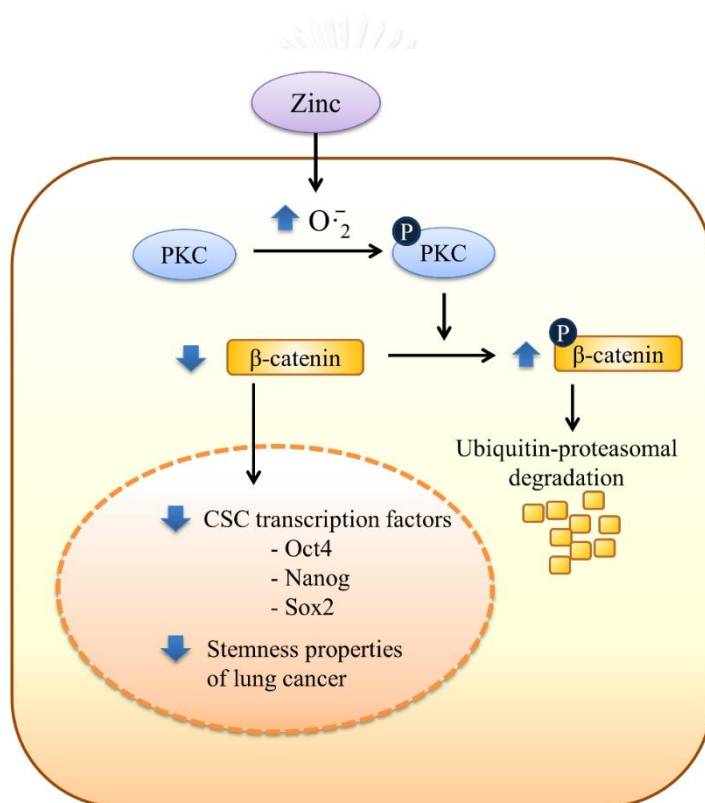 Zinc
O·₂⁻
PKC
P
PKC
β-catenin
P
β-catenin
Ubiquitin-proteasomal
degradation
CSC transcription factors
- Oct4
- Nanog
- Sox2
Stemness properties
of lung cancer